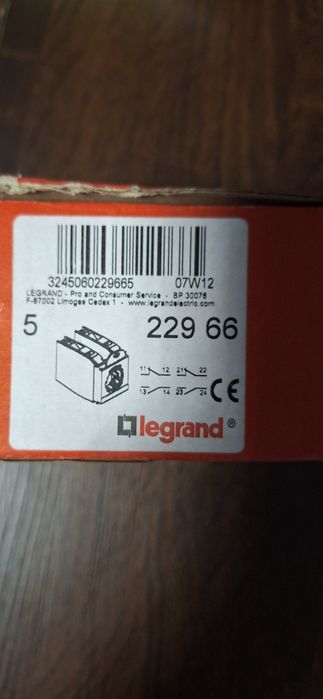 3245060229665 07W12
LEGRAND - Pro and Consumer Service - BP 30076
F-87002 Limoges Cedex 1 - www.legrandelectric.com
5 229 66
11 12 21 22
13 14 23 24
CE
legrand®